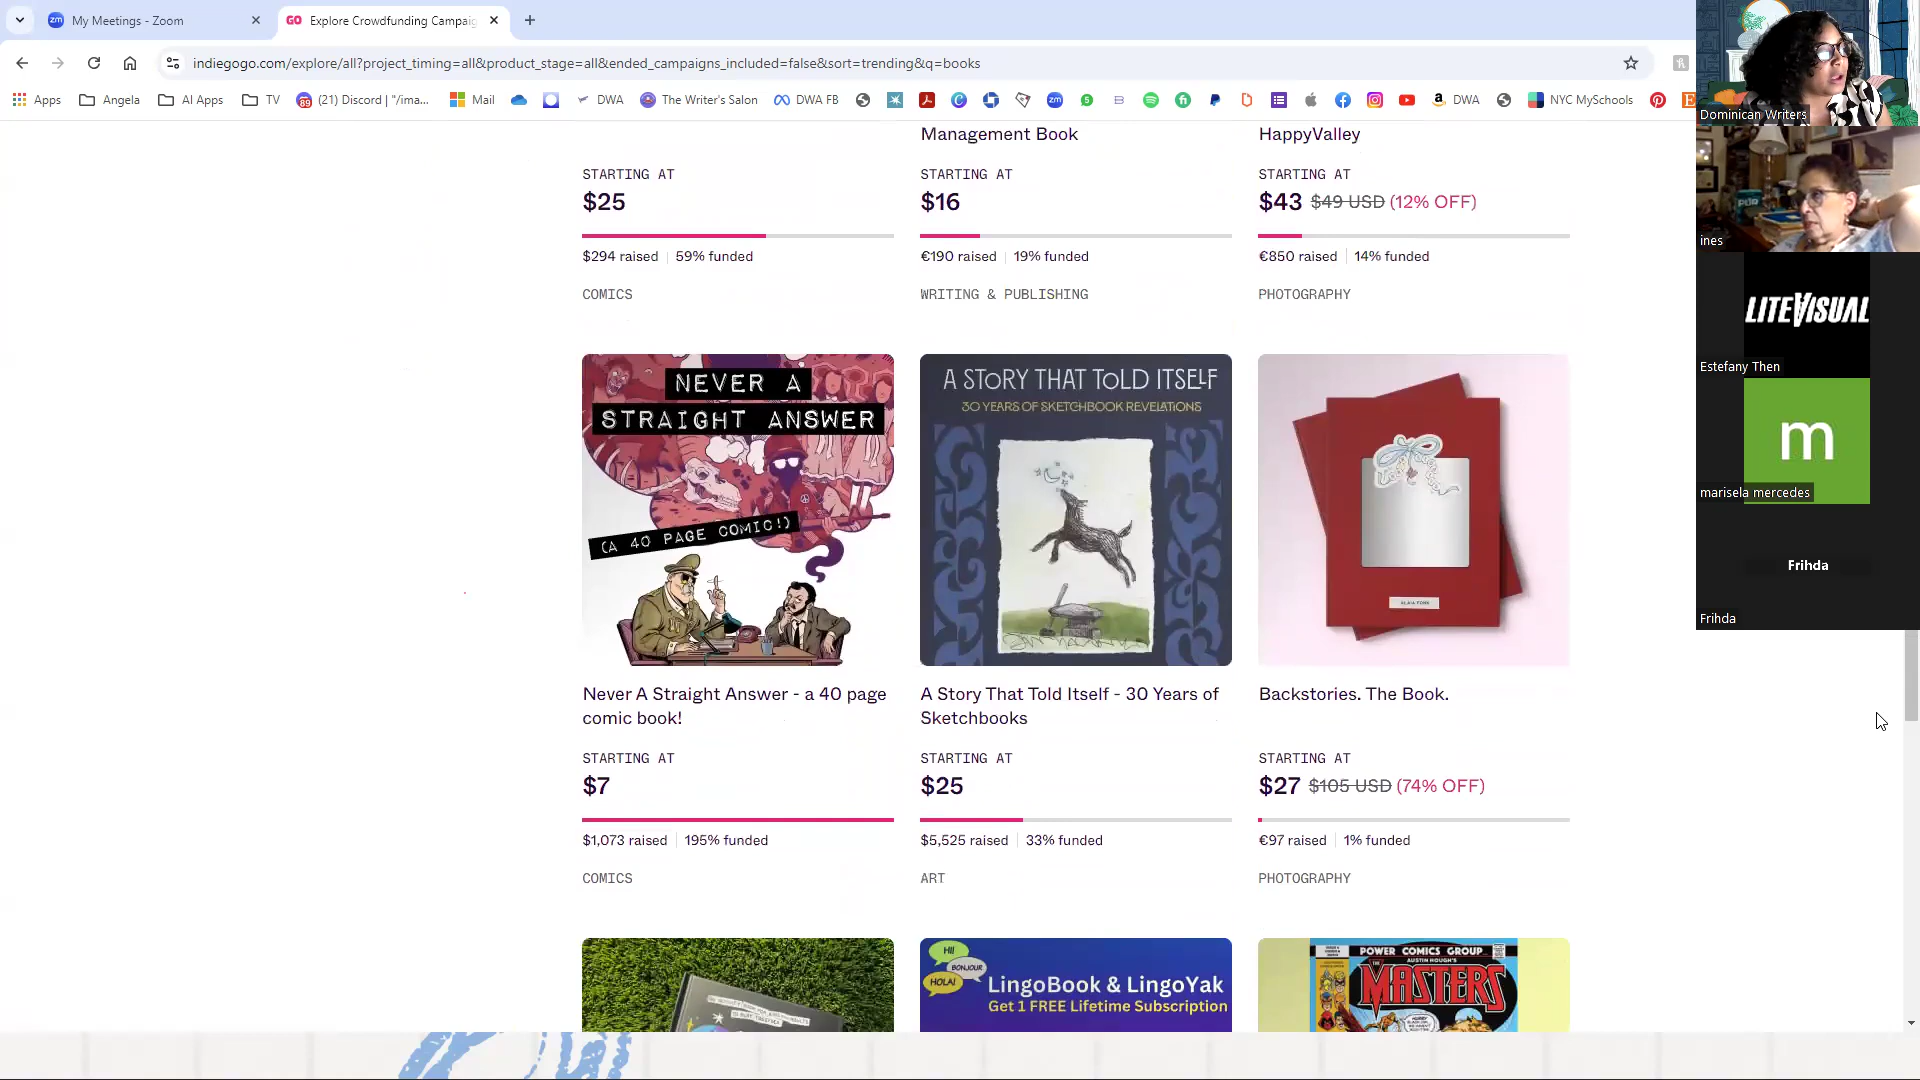 zm My Meetings - Zoom
GO Explore Crowdfunding Campaig
indiegogo.com/explore/all?project_timing=all&product_stage=all&ended_campaigns_included=false&sort=trending&q=books
Apps Angela AI Apps TV (21) Discord | "/ima... Mail DWA The Writer's Salon DWA FB DWA NYC MySchools
Management Book
HappyValley
STARTING AT
$25
STARTING AT
$16
STARTING AT
$43 $49 USD (12% OFF)
$294 raised 59% funded
€190 raised 19% funded
€850 raised 14% funded
COMICS
WRITING & PUBLISHING
PHOTOGRAPHY
NEVER A
STRAIGHT ANSWER
(A 40 PAGE COMIC!)
A STORY THAT TOLD ITSELF
30 YEARS OF SKETCHBOOK REVELATIONS
Never A Straight Answer - a 40 page
comic book!
A Story That Told Itself - 30 Years of
Sketchbooks
Backstories. The Book.
STARTING AT
$7
STARTING AT
$25
STARTING AT
$27 $105 USD (74% OFF)
$1,073 raised 195% funded
$5,525 raised 33% funded
€97 raised 1% funded
COMICS
ART
PHOTOGRAPHY
HI!
BONJOUR
HOLA!
LingoBook & LingoYak
Get 1 FREE Lifetime Subscription
POWER COMICS GROUP
AUSTIN HOUGH'S
THE MASTERS
Dominican Writers
PUR
ines
LITEVISUAL
Estefany Then
m
marisela mercedes
Frihda
Frihda